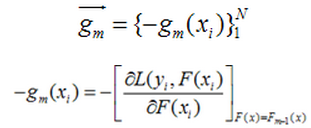 $\overrightarrow{g_m} = \{-g_m(x_i)\}_1^N$
$-g_m(x_i) = -\left[\frac{\partial L(y_i, F(x_i))}{\partial F(x_i)}\right]_{F(x)=F_{m-1}(x)}$